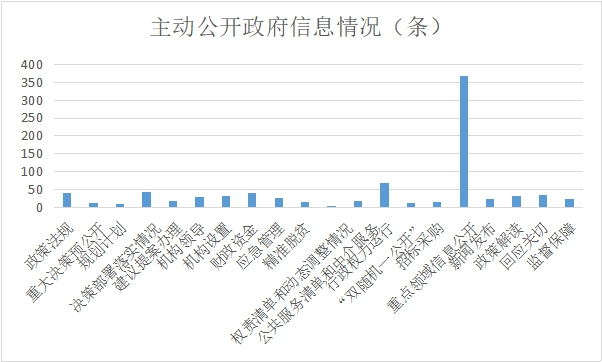 主动公开政府信息情况（条）
400
350
300
250
200
150
100
50
0
政策法规
重大决策预公开
规划计划
决策部署落实情况
建议提案办理
机构领导
机构设置
财政资金
应急管理
精准脱贫
权责清单和动态调整情况
公共服务清单和中介服务
行政权力运行
“双随机一公开”
招标采购
重点领域信息公开
新闻发布
政策解读
回应关切
监督保障